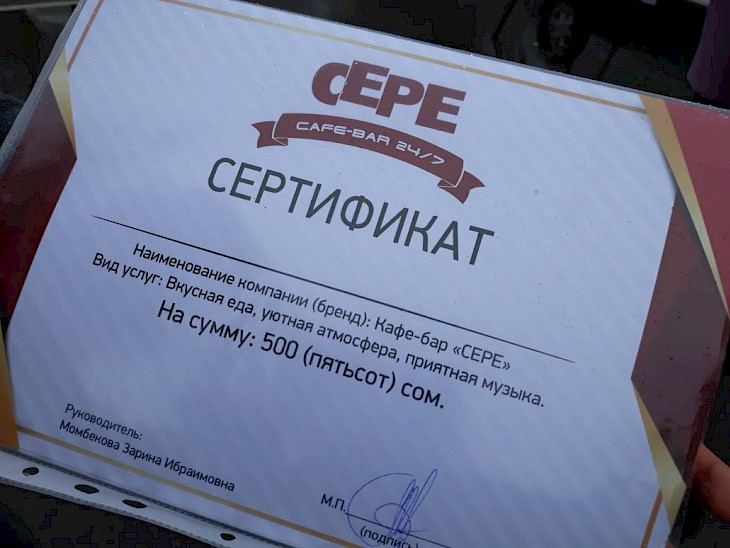 СЕРЕ
CAFE-BAR 24/7
СЕРТИФИКАТ
Наименование компании (бренд): Кафе-бар «СЕРЕ»
Вид услуг: Вкусная еда, уютная атмосфера, приятная музыка.
На сумму: 500 (пятьсот) сом.
Руководитель:
Момбекова Зарина Ибраимовна
М.П.
(подпись)